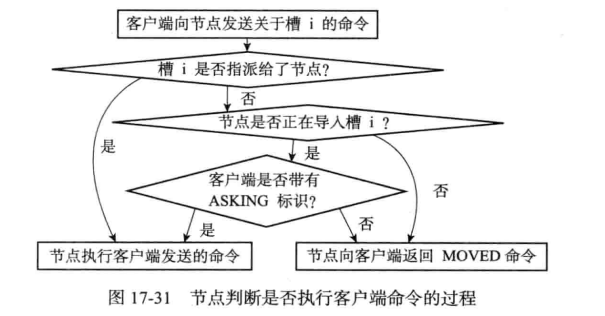 客户端向节点发送关于槽 i 的命令
槽 i 是否指派给了节点?
否
节点是否正在导入槽 i ?
是
是
客户端是否带有
ASKING 标识?
否
是
否
节点执行客户端发送的命令
节点向客户端返回 MOVED 命令
图 17-31 节点判断是否执行客户端命令的过程